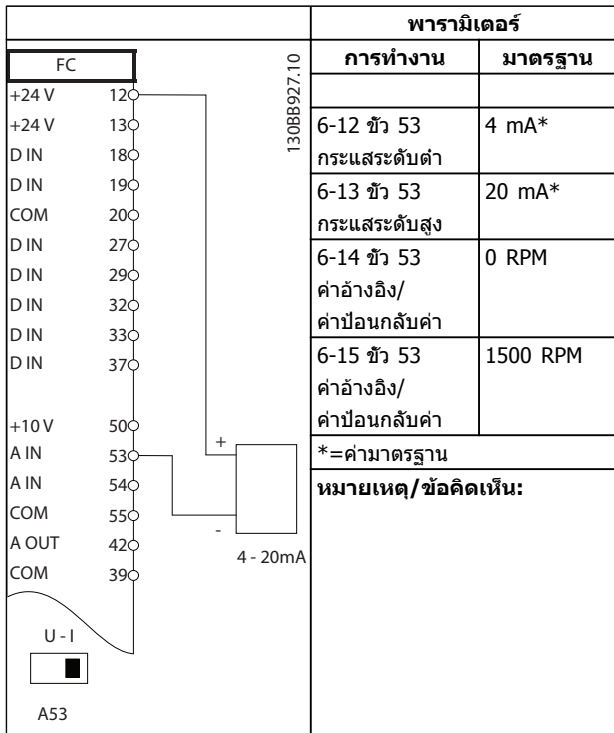 FC
+24 V 12
+24 V 13
D IN 18
D IN 19
COM 20
D IN 27
D IN 29
D IN 32
D IN 33
D IN 37
+10 V 50
A IN 53
A IN 54
COM 55
A OUT 42
COM 39
+
-
4 - 20mA
U - I
A53
130BB927.10
พารามิเตอร์
การทำงาน มาตรฐาน
6-12 ขั้ว 53 4 mA*
กระแสระดับต่ำ
6-13 ขั้ว 53 20 mA*
กระแสระดับสูง
6-14 ขั้ว 53 0 RPM
ค่าอ้างอิง/
ค่าป้อนกลับค่า
6-15 ขั้ว 53 1500 RPM
ค่าอ้างอิง/
ค่าป้อนกลับค่า
*=ค่ามาตรฐาน
หมายเหตุ/ข้อคิดเห็น: